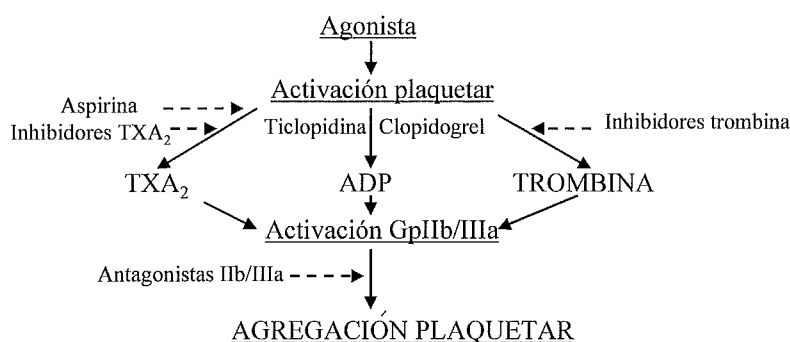 Agonista
Activación plaquetar
Aspirina
Inhibidores TXA₂
Ticlopidina Clopidogrel
Inhibidores trombina
TXA₂ ADP TROMBINA
Activación GpIIb/IIIa
Antagonistas IIb/IIIa
AGREGACIÓN PLAQUETAR